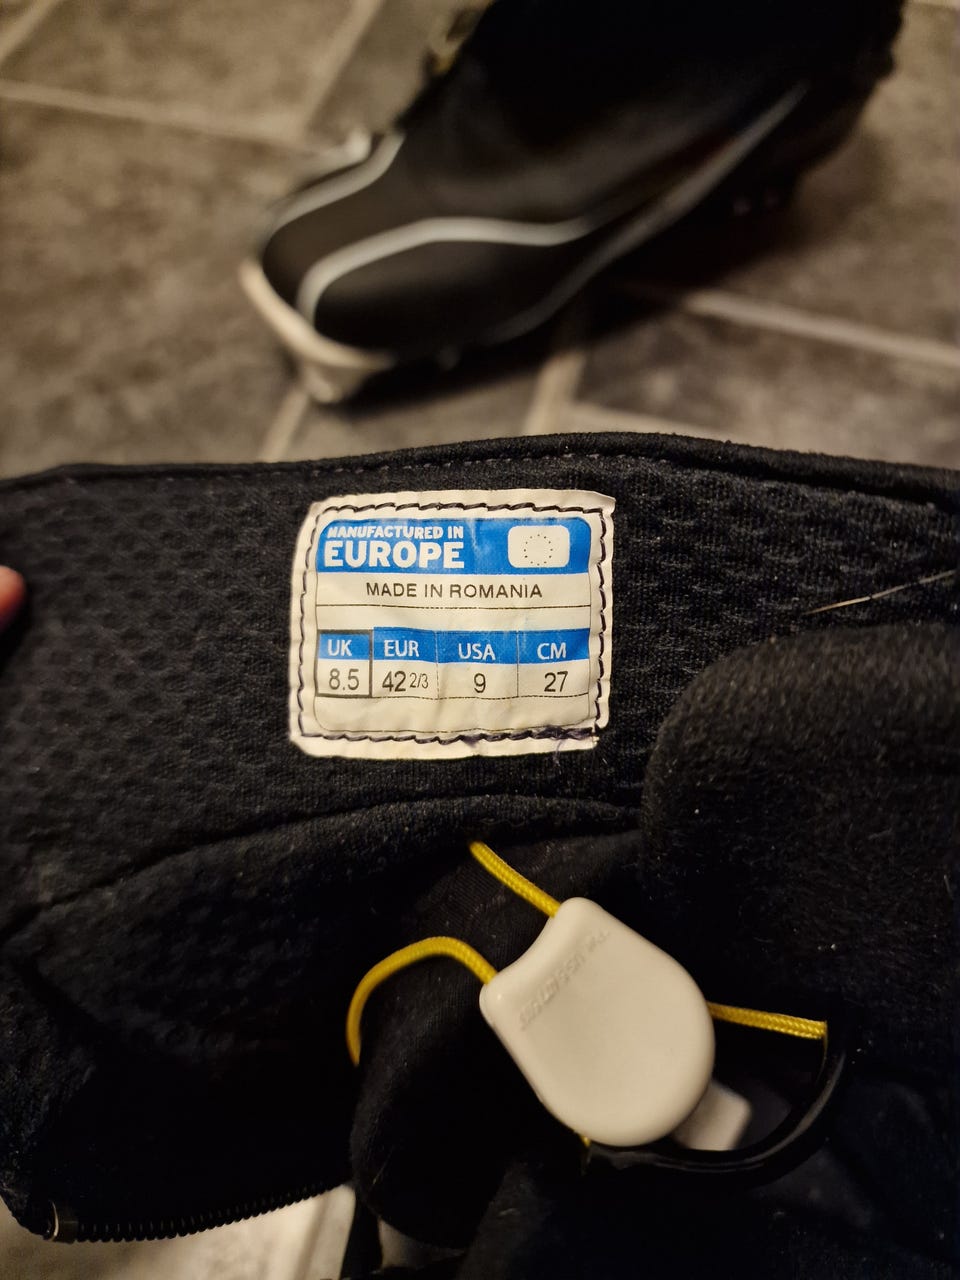 MANUFACTURED IN
EUROPE
MADE IN ROMANIA
UK EUR USA CM
8.5 42 2/3 9 27